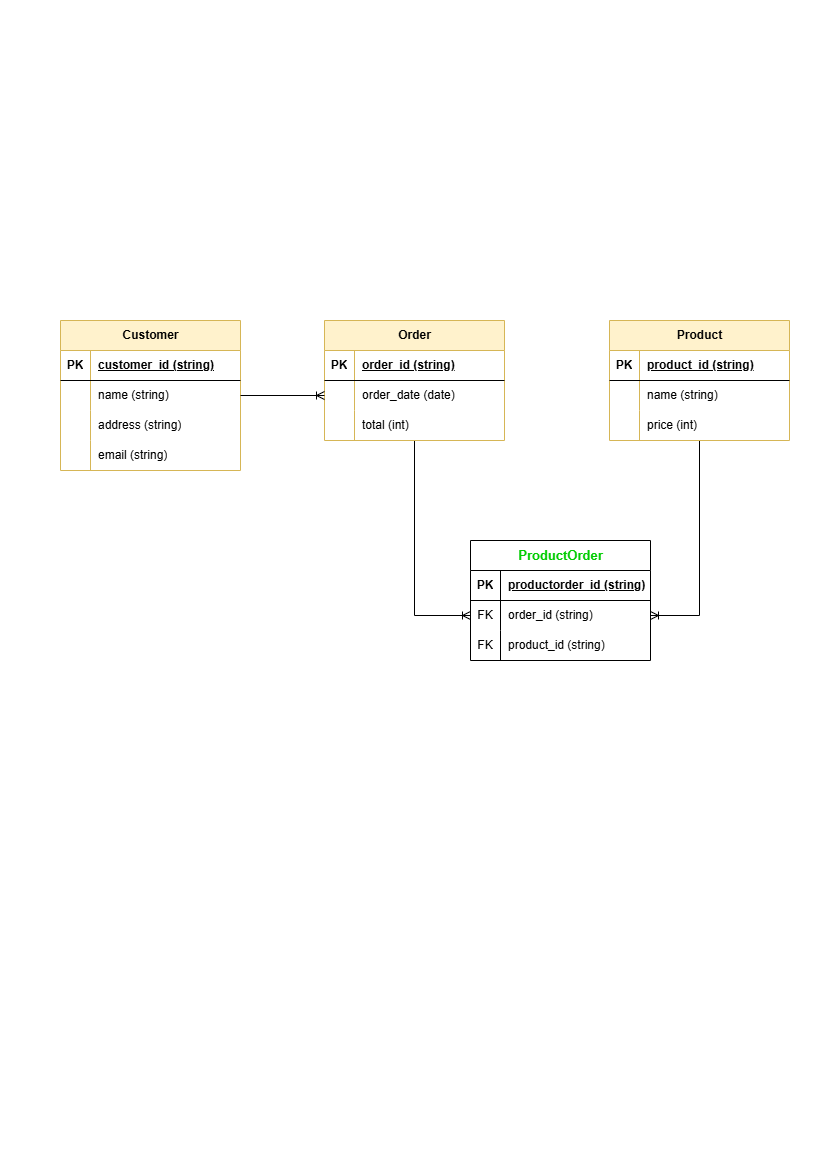 Customer
PK customer_id (string)
name (string)
address (string)
email (string)
Order
PK order_id (string)
order_date (date)
total (int)
Product
PK product_id (string)
name (string)
price (int)
ProductOrder
PK productorder_id (string)
FK order_id (string)
FK product_id (string)